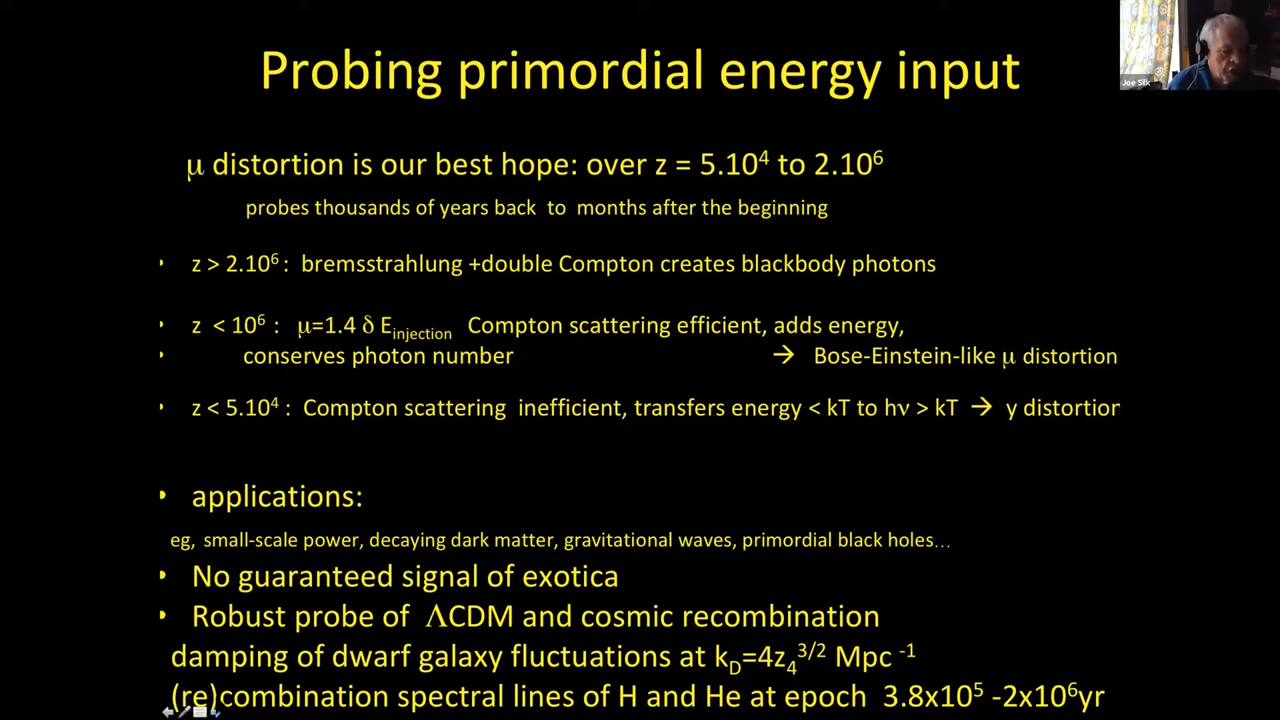 Probing primordial energy input
Joe Silk
μ distortion is our best hope: over z = 5.10⁴ to 2.10⁶
probes thousands of years back to months after the beginning
• z > 2.10⁶ : bremsstrahlung +double Compton creates blackbody photons
• z < 10⁶ : μ=1.4 δ E_injection Compton scattering efficient, adds energy,
• conserves photon number → Bose-Einstein-like μ distortion
• z < 5.10⁴ : Compton scattering inefficient, transfers energy < kT to hν > kT → y distortion
• applications:
eg, small-scale power, decaying dark matter, gravitational waves, primordial black holes…
• No guaranteed signal of exotica
• Robust probe of ΛCDM and cosmic recombination
damping of dwarf galaxy fluctuations at k_D=4z₄^3/2 Mpc ⁻¹
(re)combination spectral lines of H and He at epoch 3.8x10⁵ -2x10⁶yr